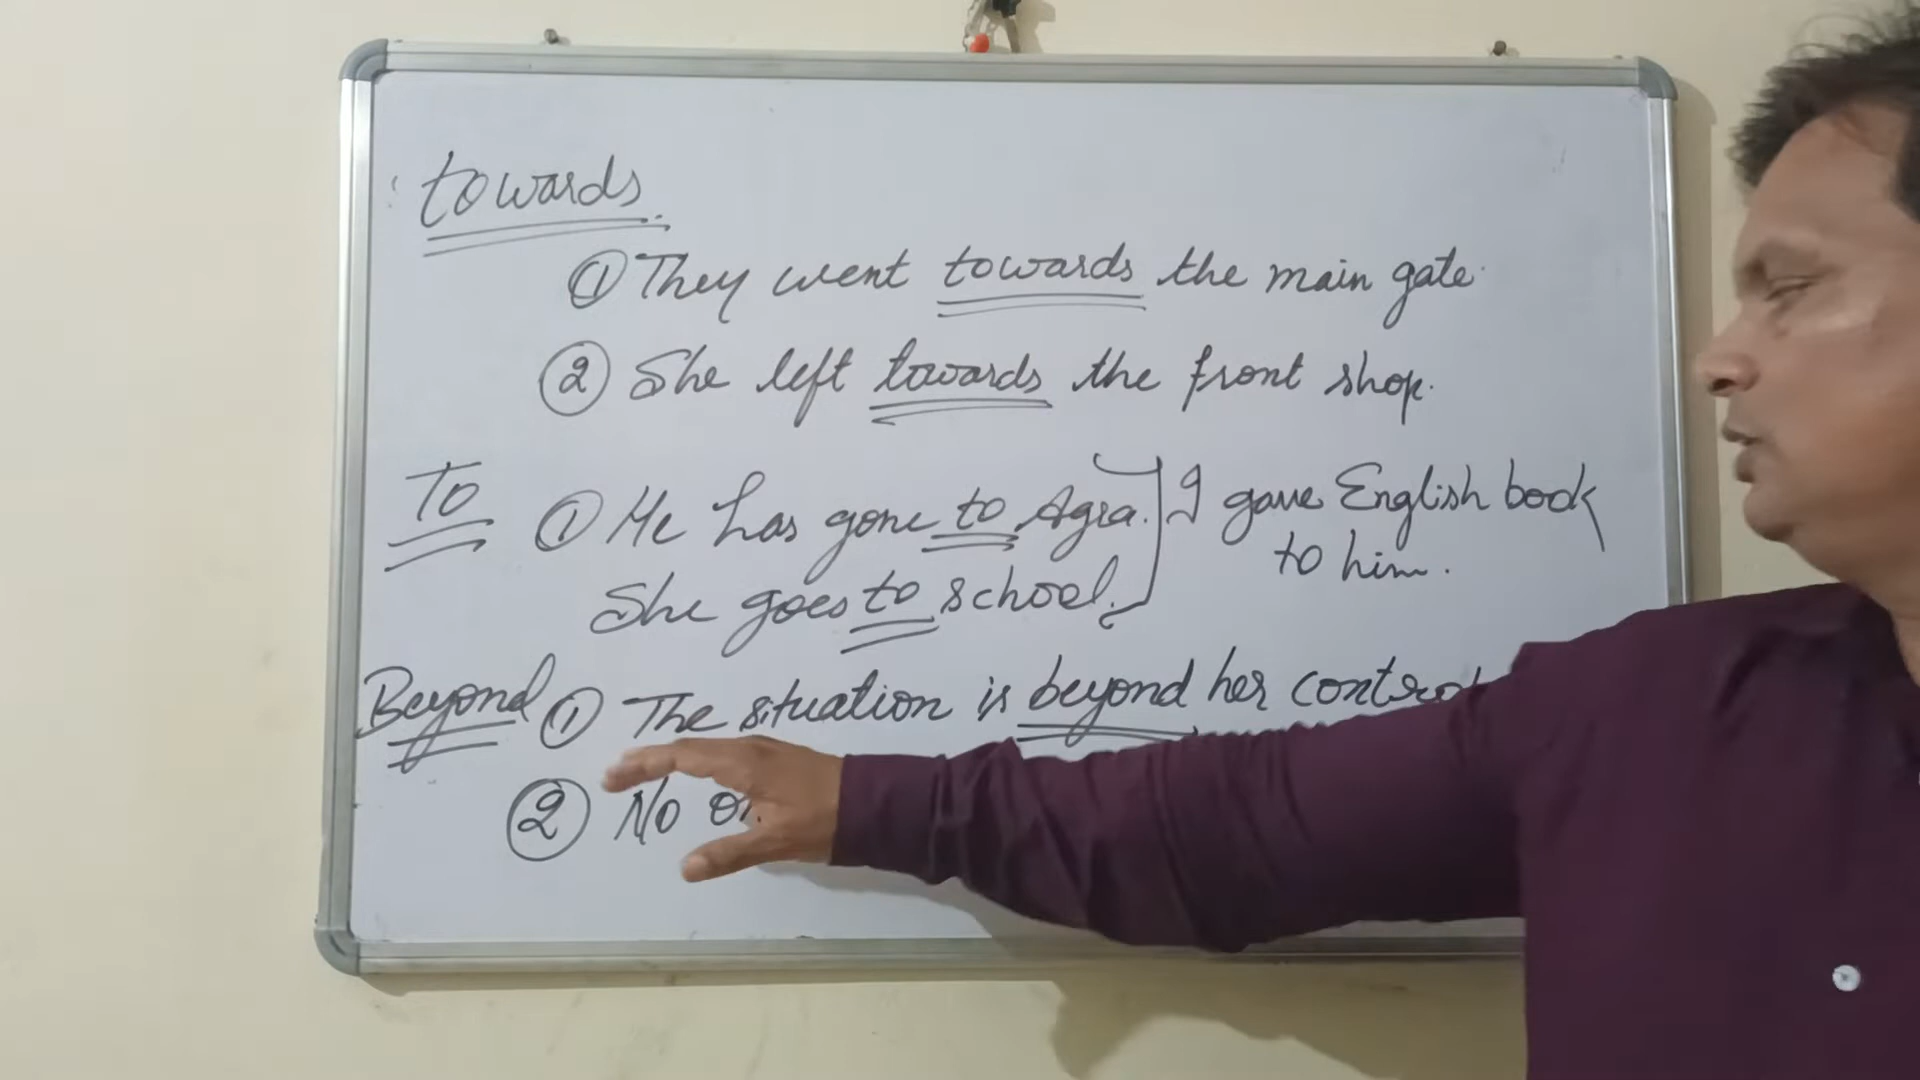 towards.
① They went towards the main gate.
② She left towards the front shop.
To ① He has gone to Agra. I gave English book
to him.
She goes to school.
Beyond ① The situation is beyond her control
② No